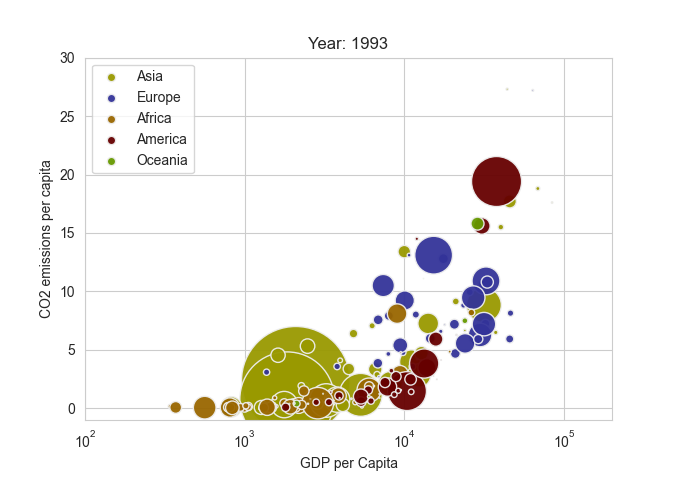 Year: 1993
30
25
20
15
10
5
0
CO2 emissions per capita
Asia
Europe
Africa
America
Oceania
10²
10³
10⁴
10⁵
GDP per Capita